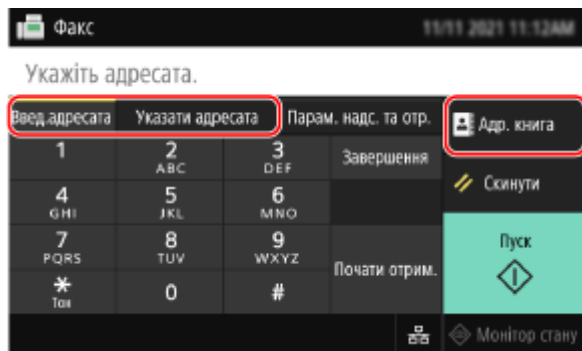 Факс 11/11 2021 11:12AM
Укажіть адресата.
Введ.адресата Указати адресата Парам. надс. та отр. Адр. книга
1 2 3 Завершення
ABC DEF
Скинути
4 5 6
GHI JKL MNO
7 8 9 Пуск
PQRS TUV WXYZ
Почати отрим.
* 0 #
Тон
Монітор стану